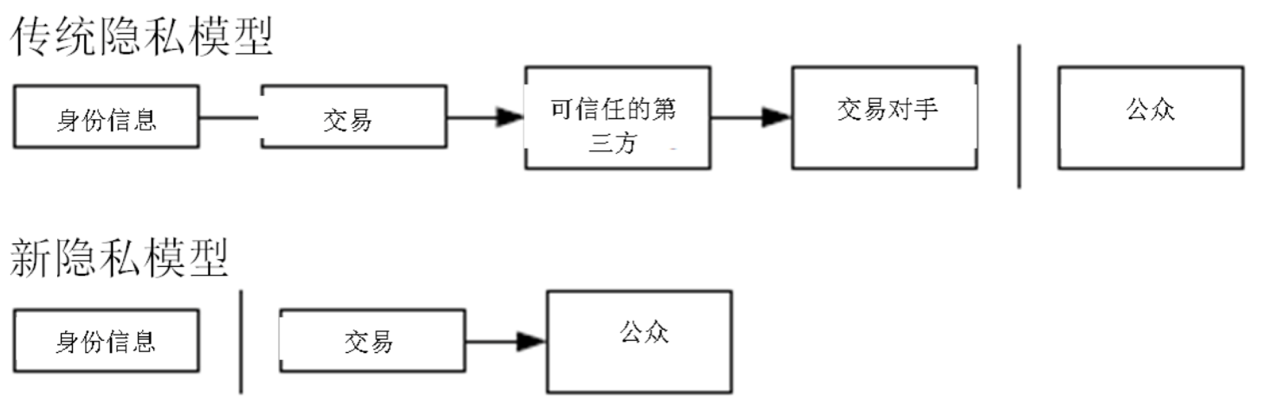 传统隐私模型
身份信息
交易
可信任的第
三方
交易对手
公众
新隐私模型
身份信息
交易
公众